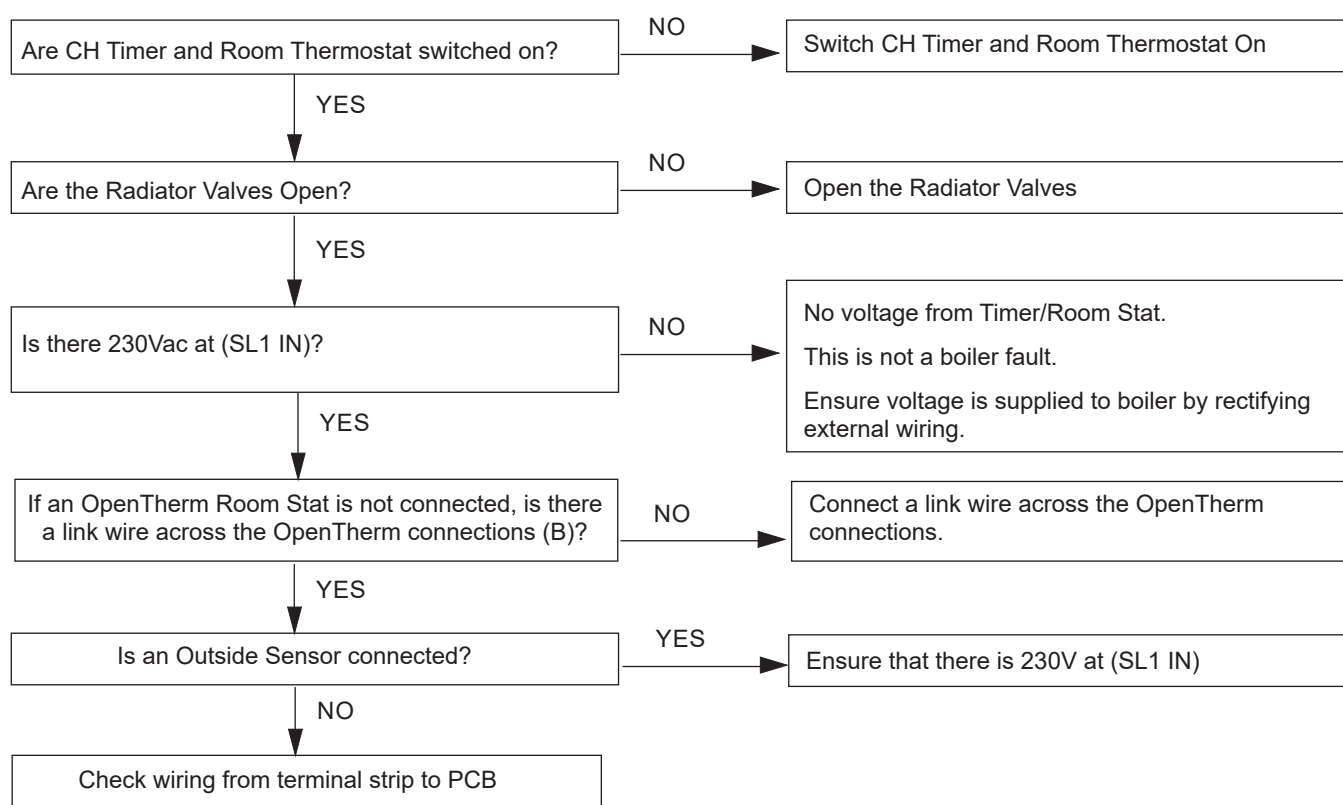 Are CH Timer and Room Thermostat switched on?
NO
Switch CH Timer and Room Thermostat On
YES
Are the Radiator Valves Open?
NO
Open the Radiator Valves
YES
Is there 230Vac at (SL1 IN)?
NO
No voltage from Timer/Room Stat.
This is not a boiler fault.
Ensure voltage is supplied to boiler by rectifying
external wiring.
YES
If an OpenTherm Room Stat is not connected, is there
a link wire across the OpenTherm connections (B)?
NO
Connect a link wire across the OpenTherm
connections.
YES
Is an Outside Sensor connected?
YES
Ensure that there is 230V at (SL1 IN)
NO
Check wiring from terminal strip to PCB